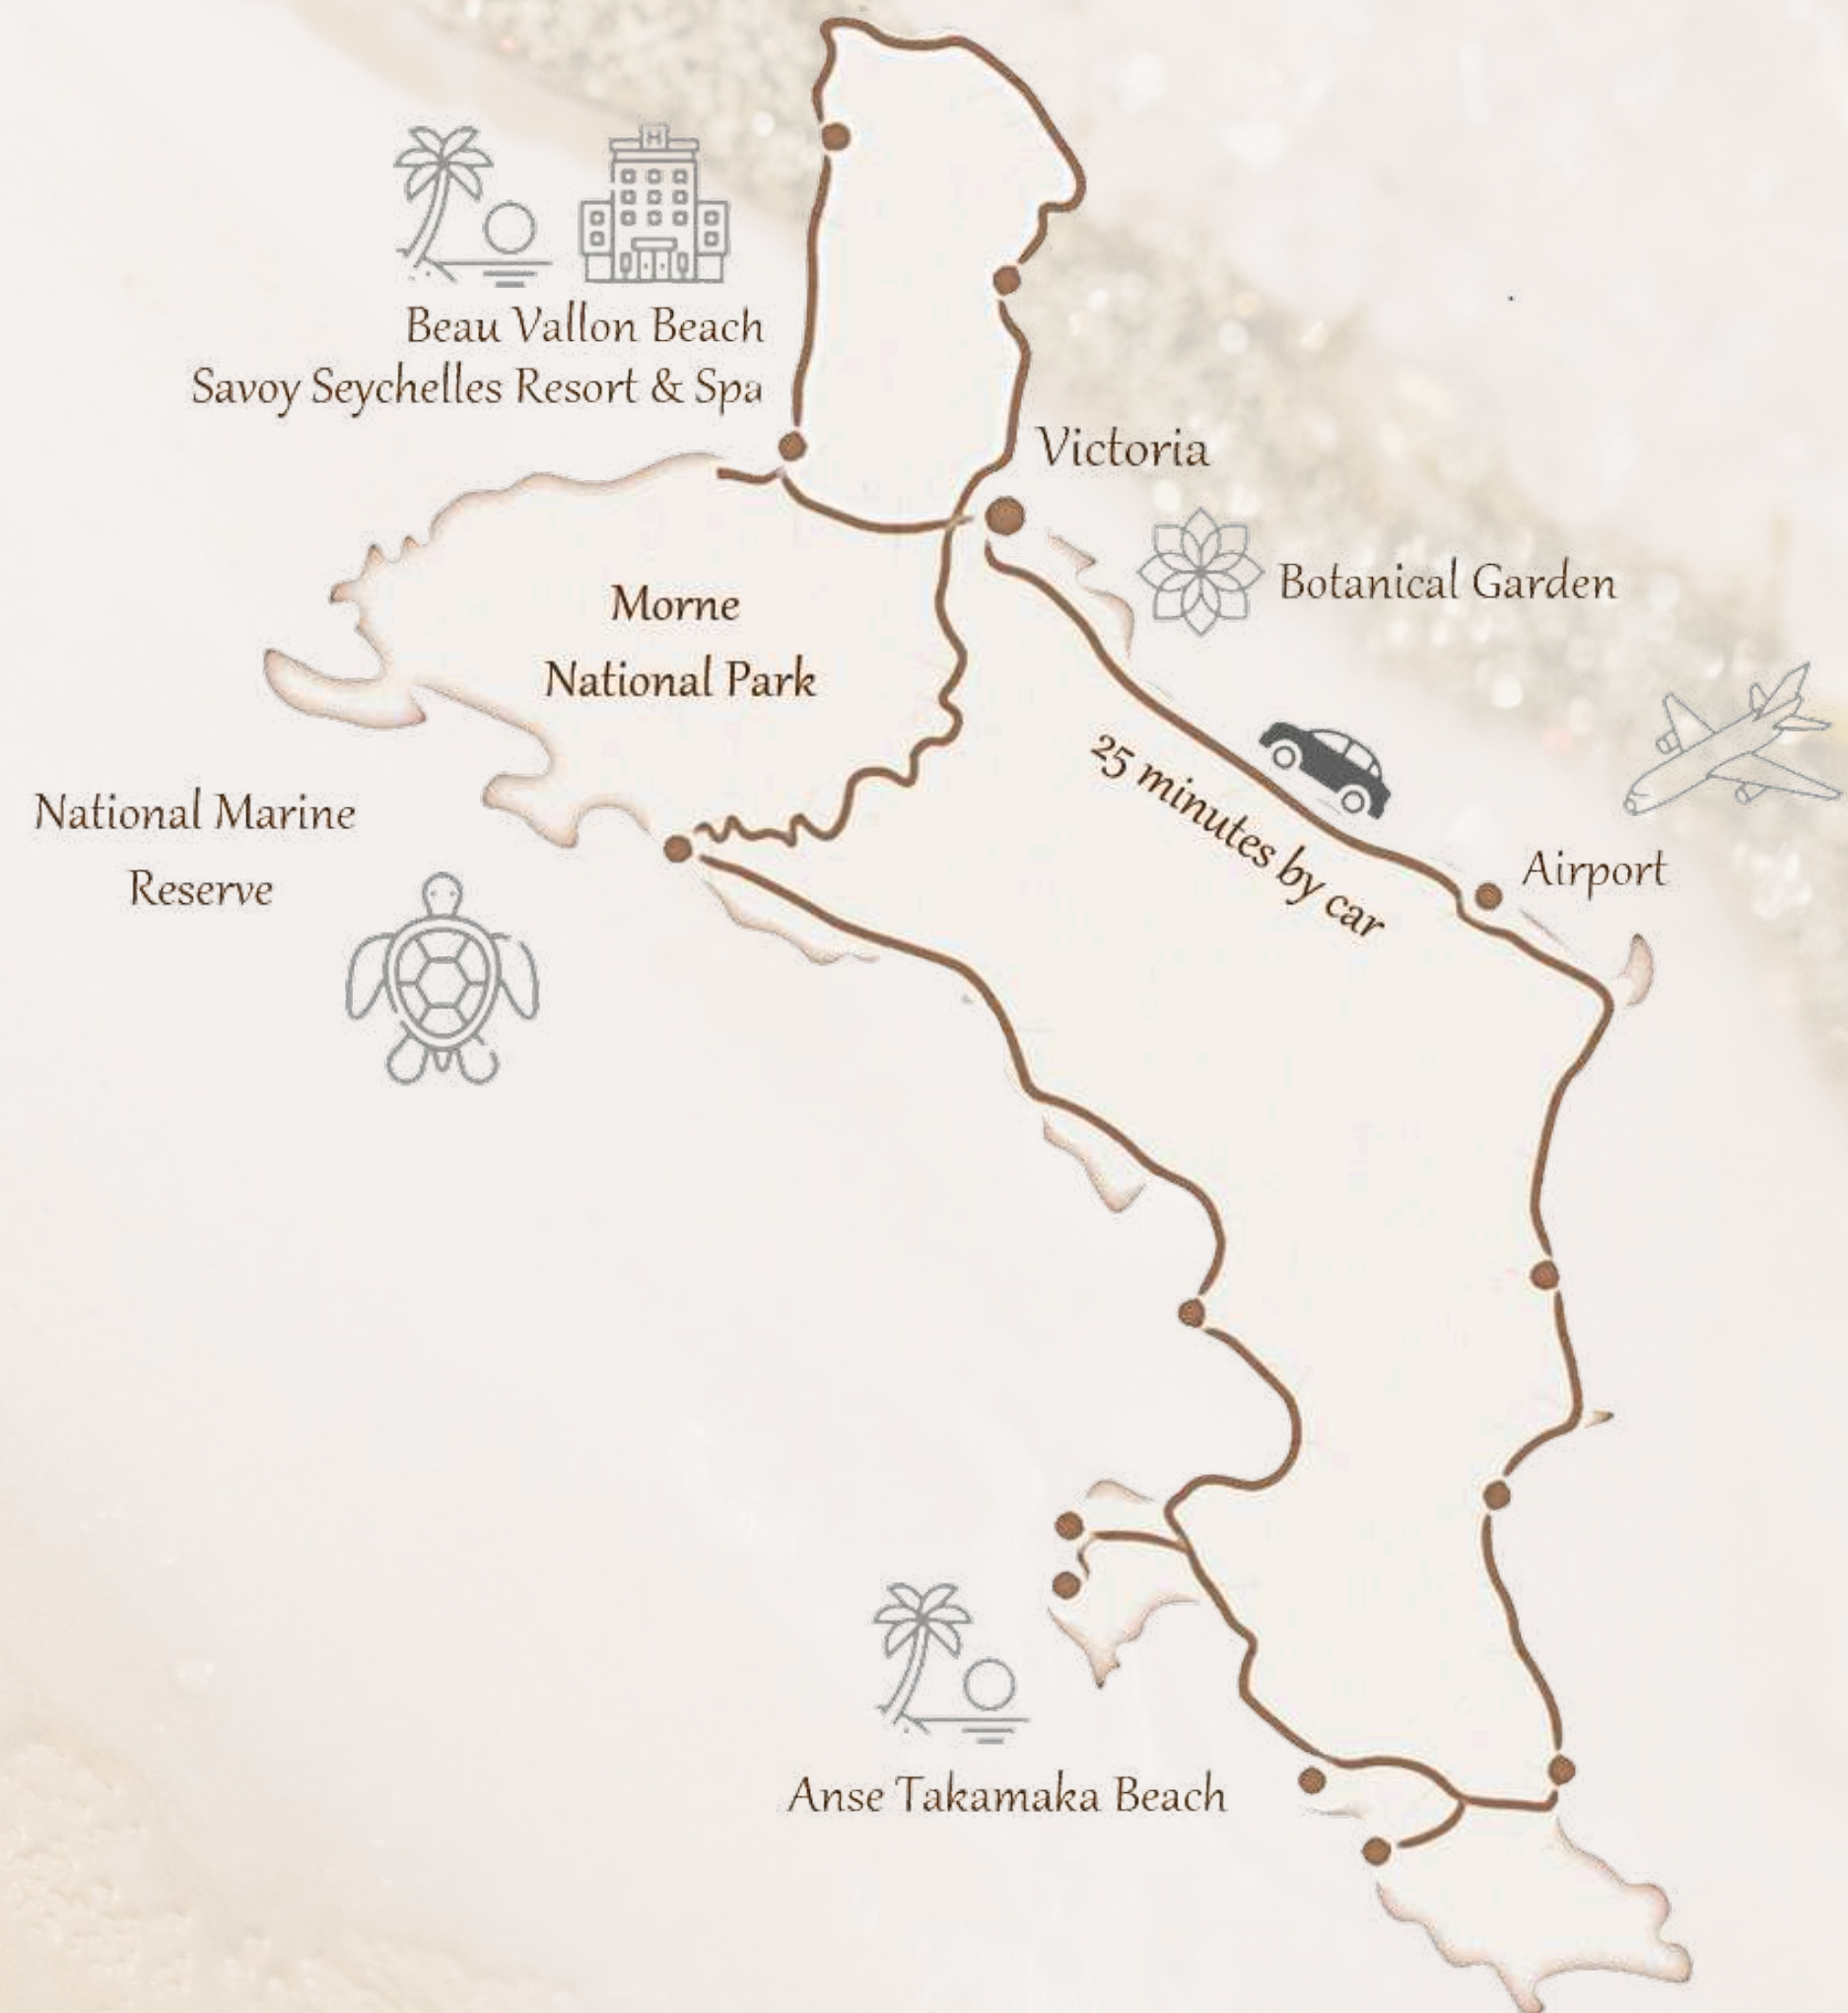 H
Beau Vallon Beach
Savoy Seychelles Resort & Spa
Victoria
Botanical Garden
Morne
National Park
25 minutes by car
National Marine
Reserve
Airport
Anse Takamaka Beach